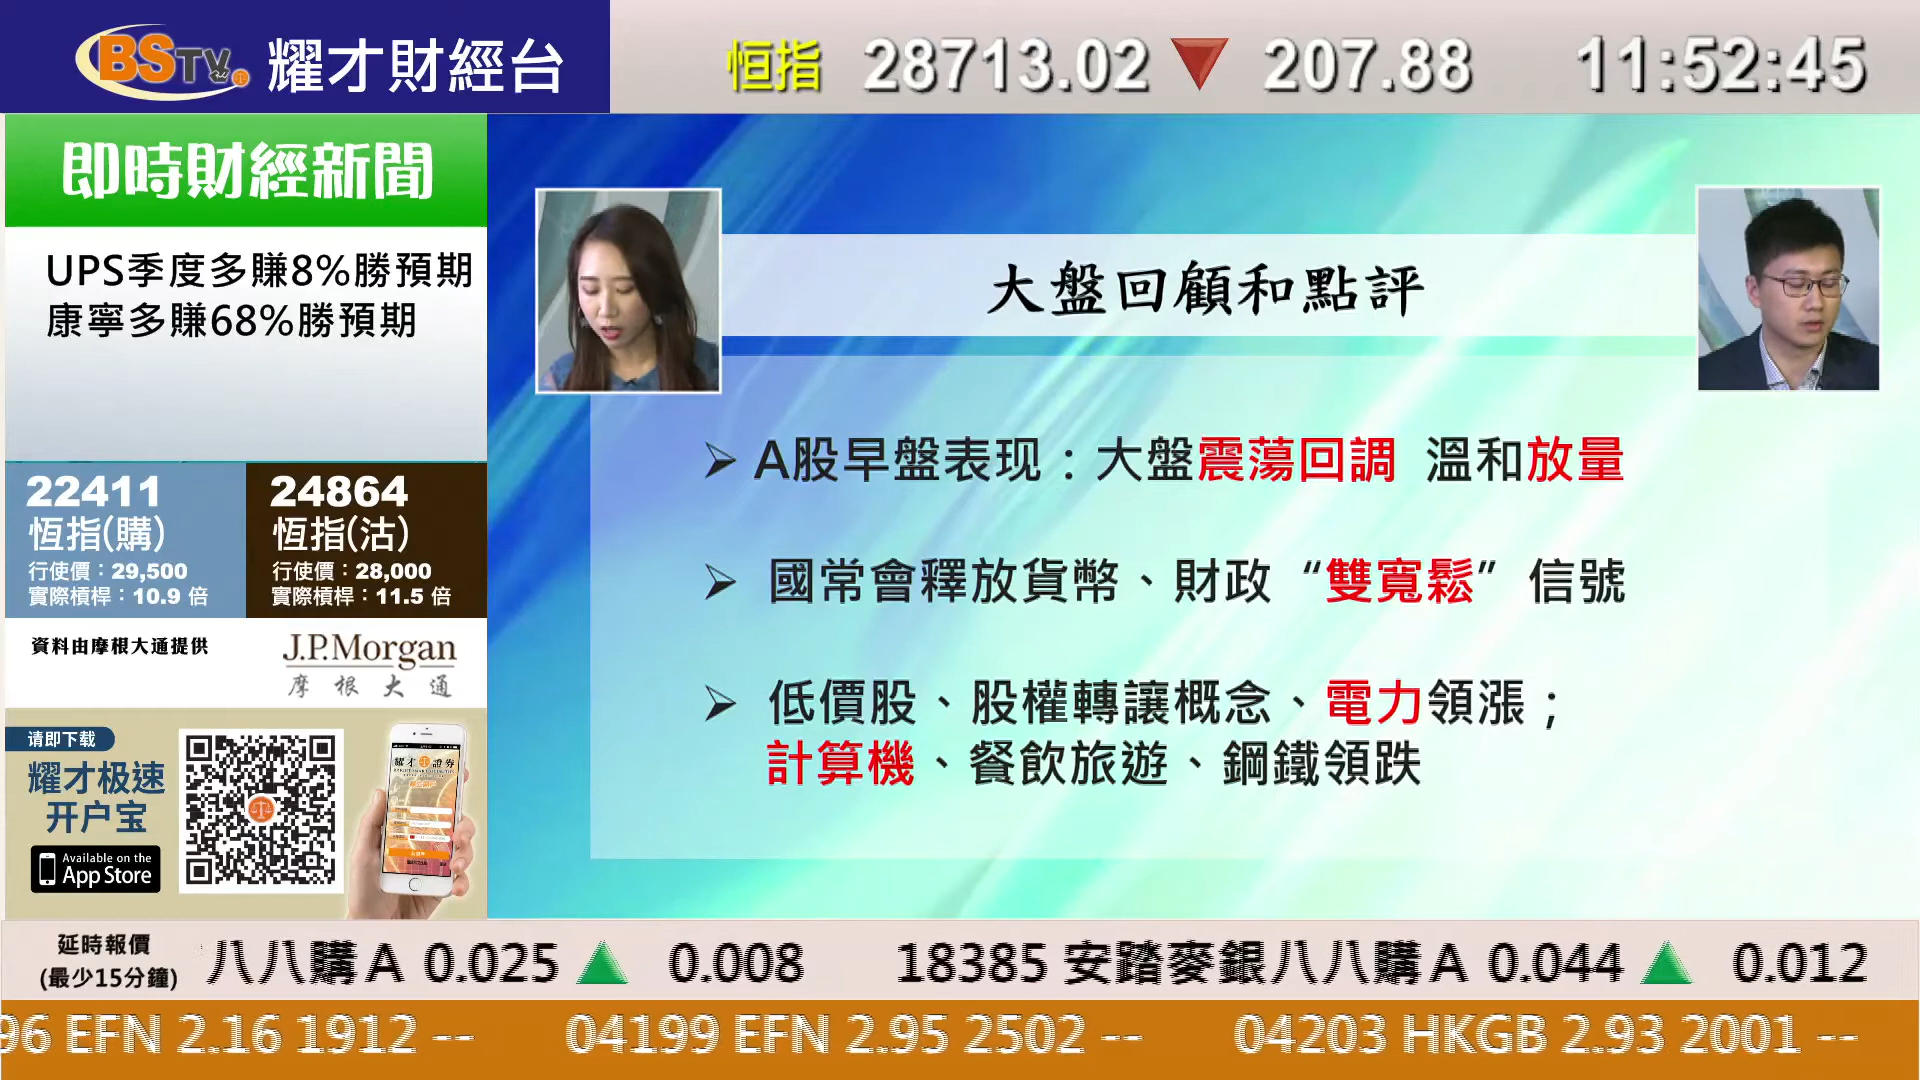 BSTV 耀才財經台
恒指 28713.02 ▼ 207.88 11:52:45
即時財經新聞
UPS季度多賺8%勝預期
康寧多賺68%勝預期
22411
恆指(購)
行使價：29,500
實際槓桿：10.9 倍
24864
恆指(沽)
行使價：28,000
實際槓桿：11.5 倍
資料由摩根大通提供
J.P.Morgan
摩根大通
请即下载
耀才极速
开户宝
Available on the
App Store
耀才 證券
大盤回顧和點評
➢ A股早盤表现：大盤震蕩回調 溫和放量
➢ 國常會釋放貨幣、財政“雙寬鬆”信號
➢ 低價股、股權轉讓概念、電力領漲；
計算機、餐飲旅遊、鋼鐵領跌
延時報價
(最少15分鐘)
八八購A 0.025 ▲ 0.008 18385 安踏麥銀八八購A 0.044 ▲ 0.012
96 EFN 2.16 1912 -- 04199 EFN 2.95 2502 -- 04203 HKGB 2.93 2001 --